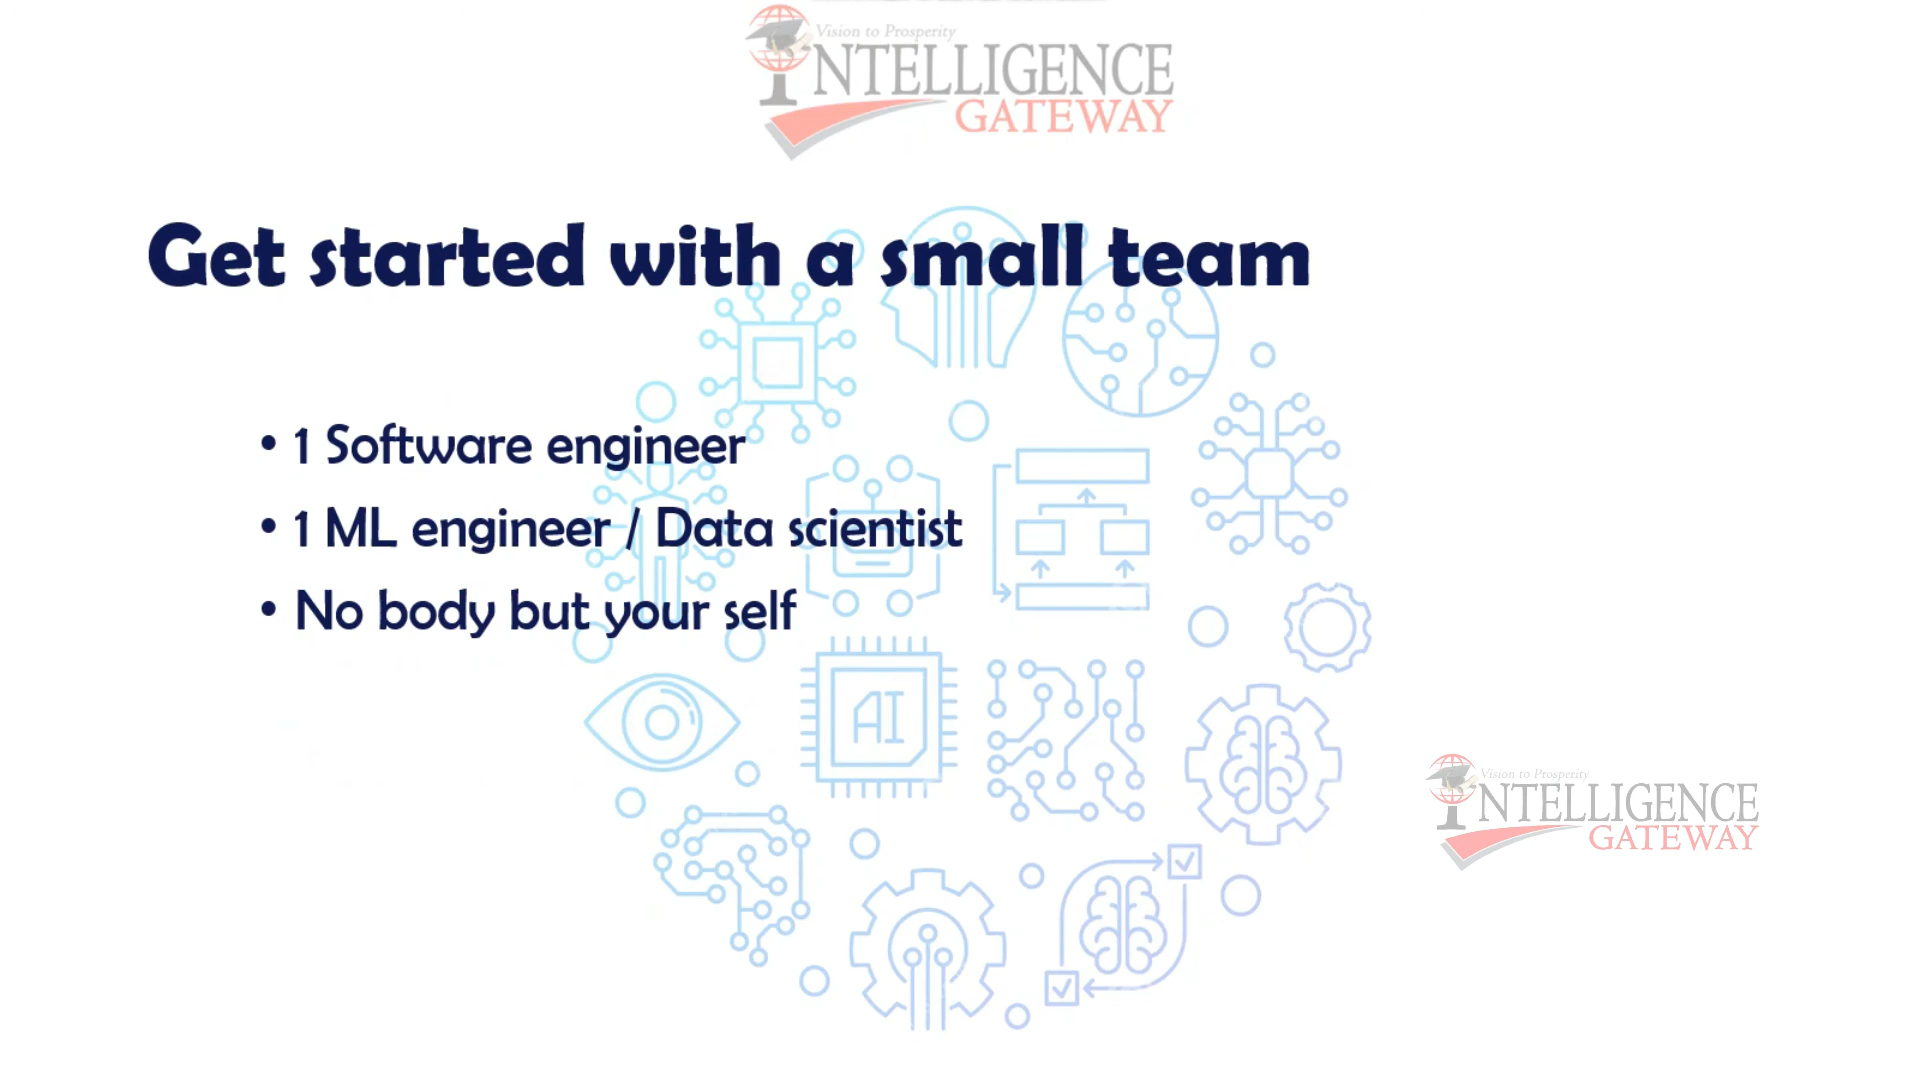 Vision to Prosperity
INTELLIGENCE
GATEWAY
Get started with a small team
• 1 Software engineer
• 1 ML engineer / Data scientist
• No body but your self
AI
Vision to Prosperity
INTELLIGENCE
GATEWAY